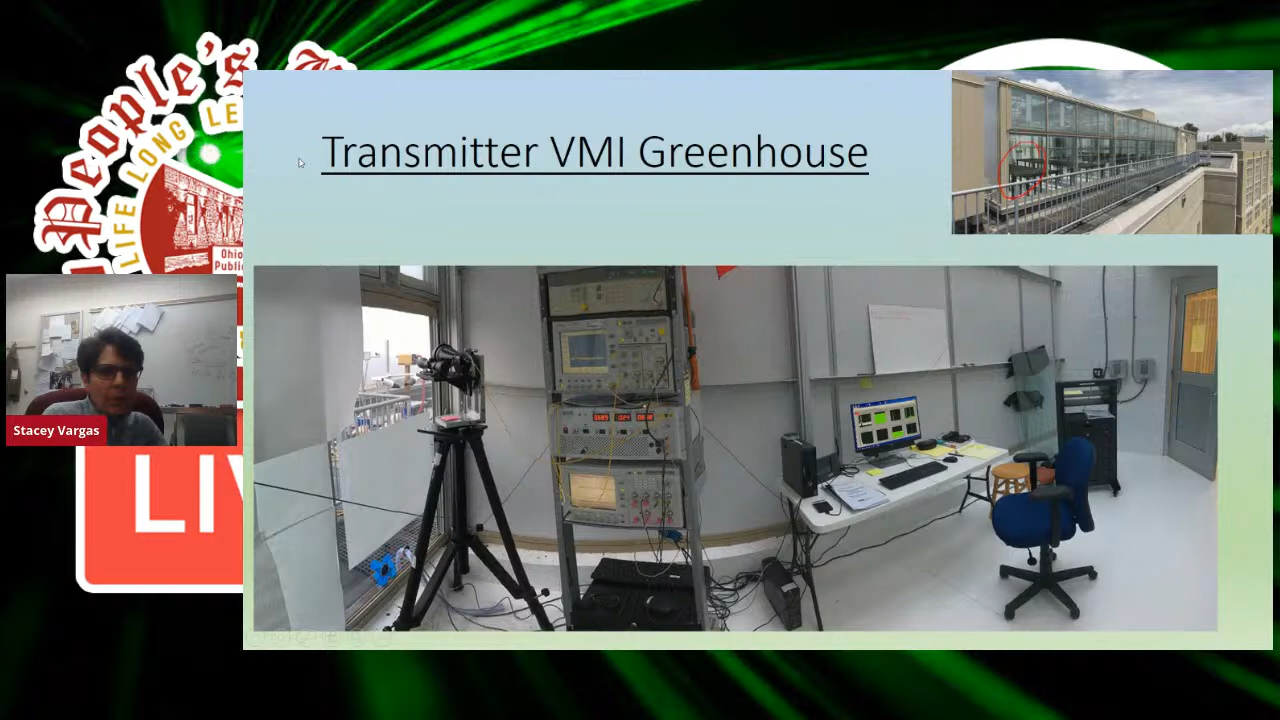 People's
LIFE LONG LE
Ohio
Public
Transmitter VMI Greenhouse
Stacey Vargas
LIV